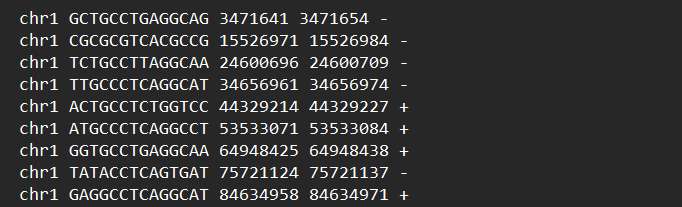 chr1 GCTGCCTGAGGCAG 3471641 3471654 -
chr1 CGCGCGTCACGCCG 15526971 15526984 -
chr1 TCTGCCTTAGGCAA 24600696 24600709 -
chr1 TTGCCCTCAGGCAT 34656961 34656974 -
chr1 ACTGCCTCTGGTCC 44329214 44329227 +
chr1 ATGCCCTCAGGCCT 53533071 53533084 +
chr1 GGTGCCTGAGGCAA 64948425 64948438 +
chr1 TATACCTCAGTGAT 75721124 75721137 -
chr1 GAGGCCTCAGGCAT 84634958 84634971 +